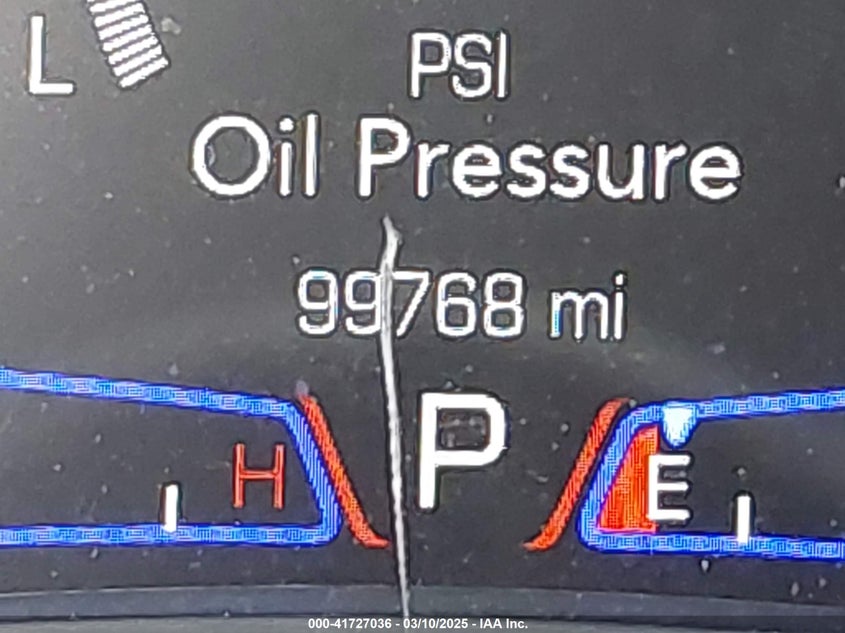 L
PSI
Oil Pressure
99768 mi
H P E
000-41727036 - 03/10/2025 - IAA Inc.